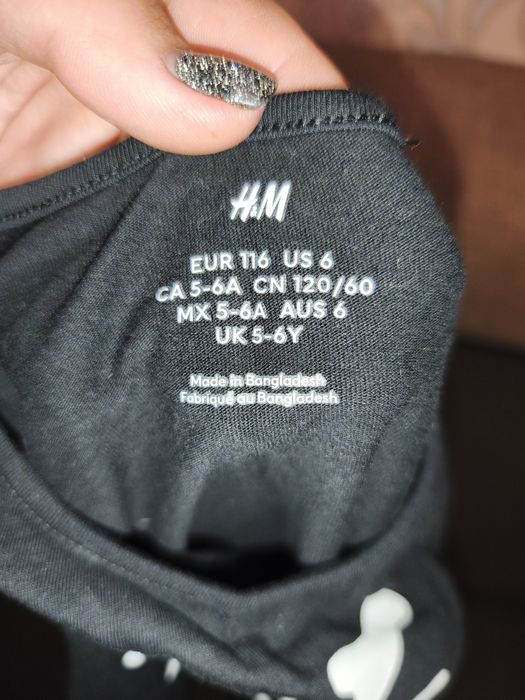 H&M
EUR 116 US 6
CA 5-6A CN 120/60
MX 5-6A AUS 6
UK 5-6Y
Made in Bangladesh
Fabriqué au Bangladesh